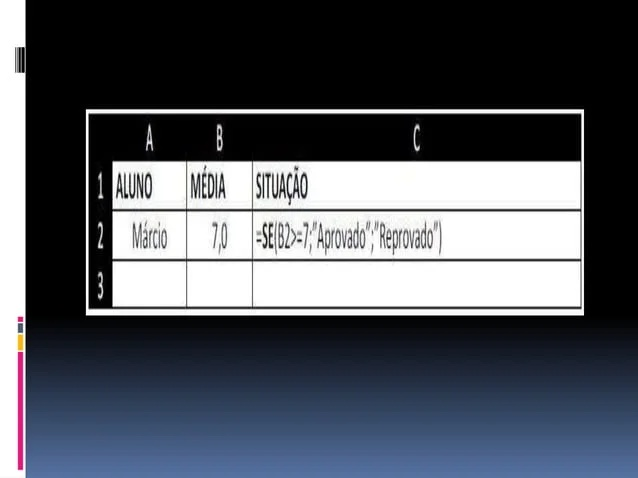 A B C
1 ALUNO MÉDIA SITUAÇÃO
2 Márcio 7,0 =SE(B2>=7;"Aprovado";"Reprovado")
3